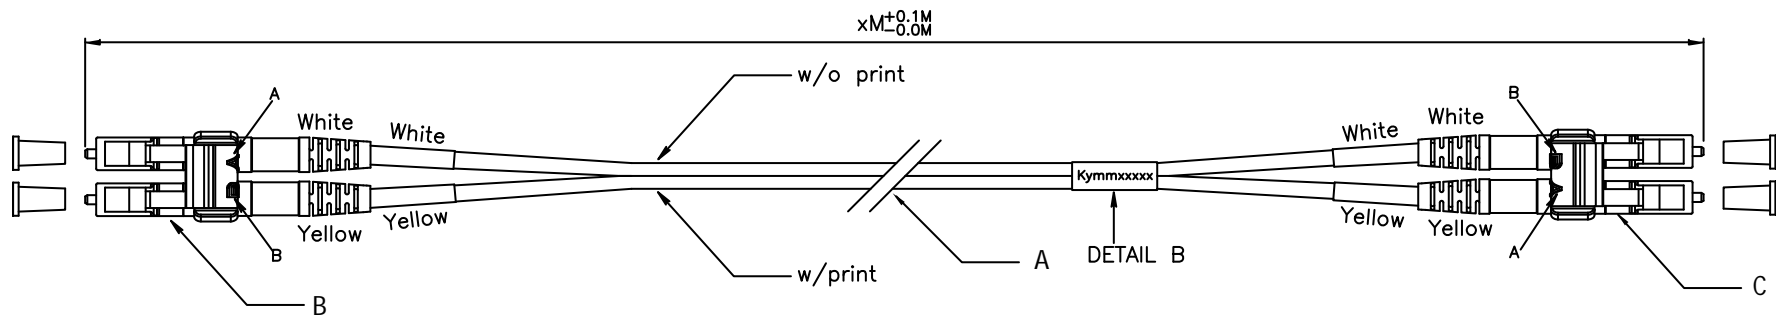 xM+0.1M
-0.0M
w/o print
A
White
White
White
White
B
Kymmxxxxx
Yellow
Yellow
Yellow
Yellow
B
w/print
A
DETAIL B
A
B
C